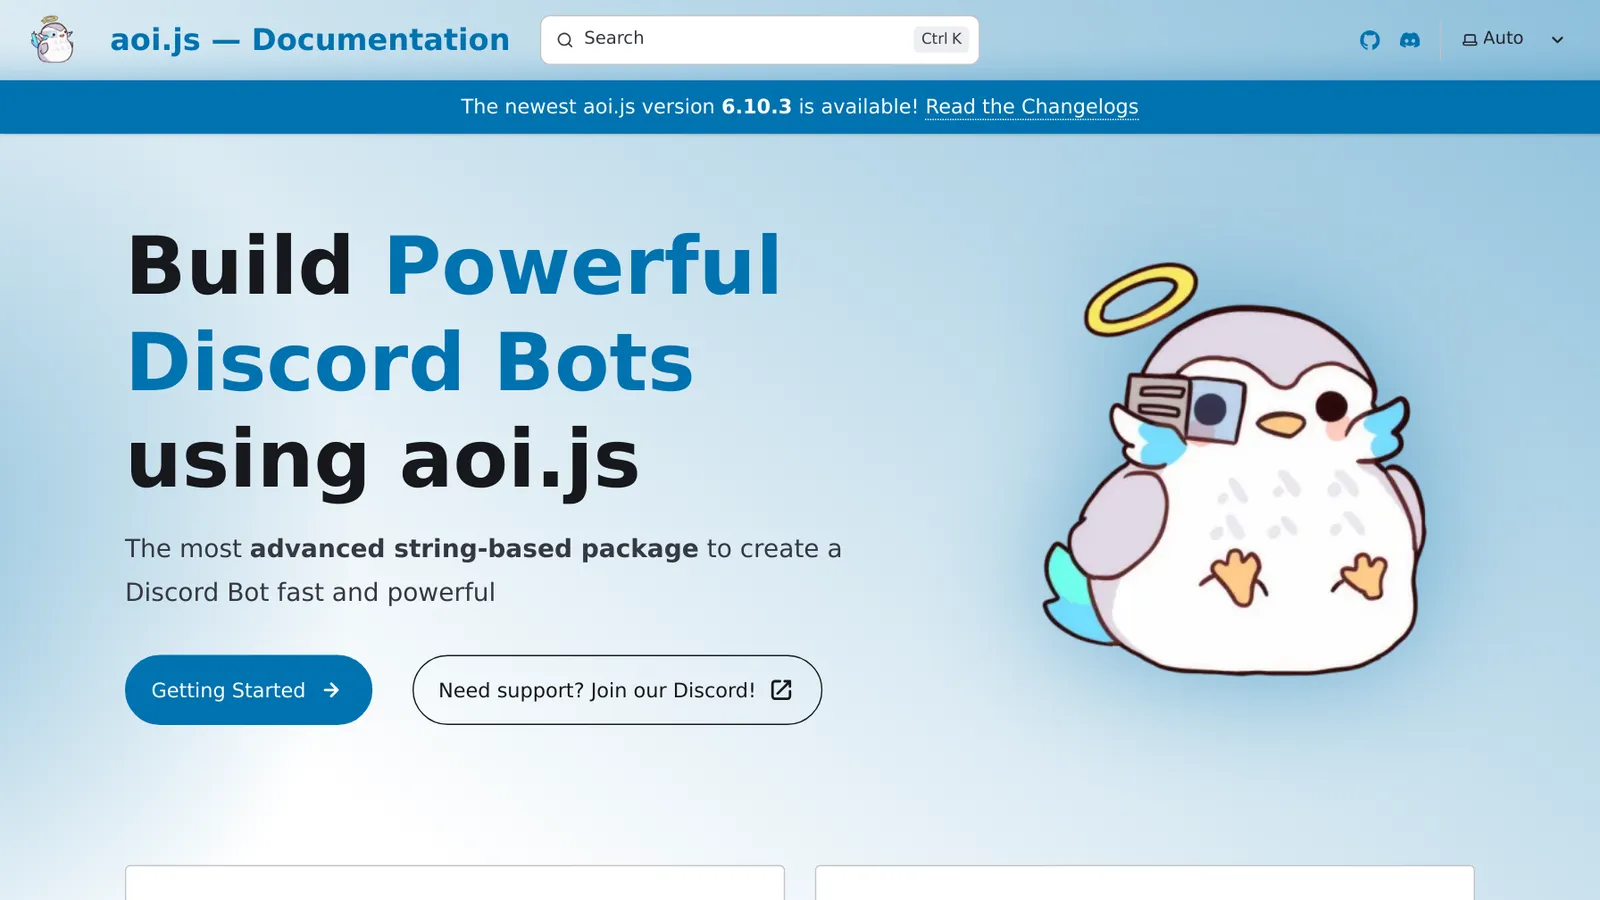 aoi.js — Documentation
Search
Ctrl K
Auto
The newest aoi.js version 6.10.3 is available! Read the Changelogs
Build Powerful
Discord Bots
using aoi.js
The most advanced string-based package to create a
Discord Bot fast and powerful
Getting Started
Need support? Join our Discord!